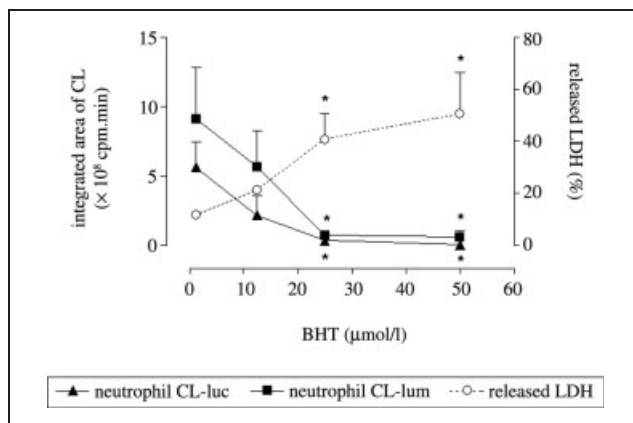 15
10
5
0
integrated area of CL
(× 10⁸ cpm.min)
80
60
40
20
0
released LDH
(%)
* * * * * *
0 10 20 30 40 50 60
BHT (μmol/l)
neutrophil CL-luc neutrophil CL-lum released LDH